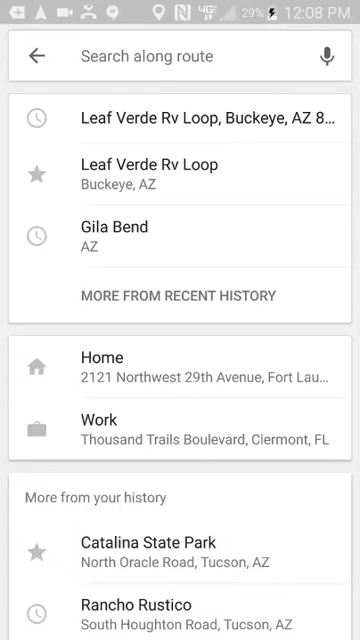 4G LTE 29% 12:08 PM
Search along route
Leaf Verde Rv Loop, Buckeye, AZ 8...
Leaf Verde Rv Loop
Buckeye, AZ
Gila Bend
AZ
MORE FROM RECENT HISTORY
Home
2121 Northwest 29th Avenue, Fort Lau...
Work
Thousand Trails Boulevard, Clermont, FL
More from your history
Catalina State Park
North Oracle Road, Tucson, AZ
Rancho Rustico
South Houghton Road, Tucson, AZ